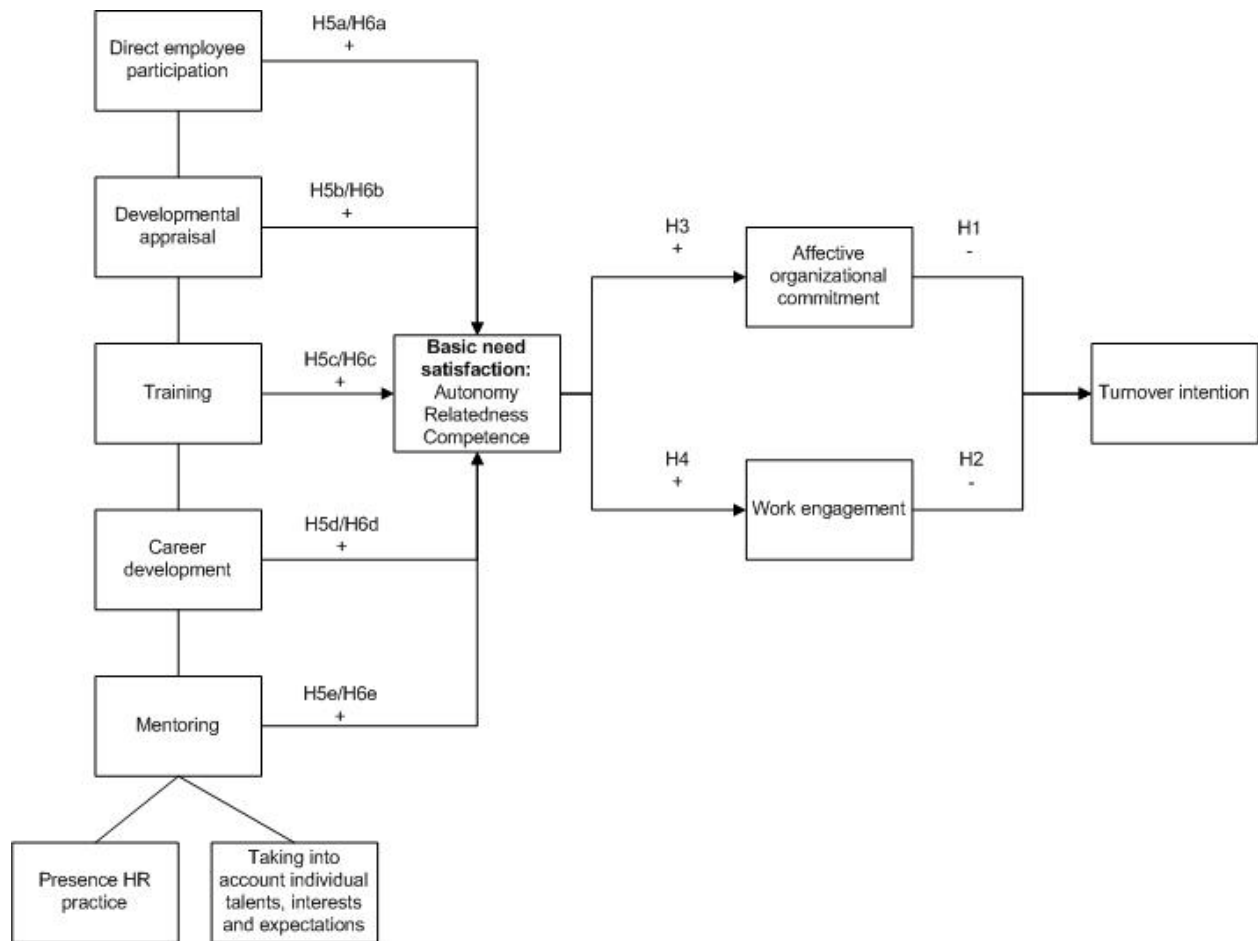 Direct employee
participation
H5a/H6a
+
Developmental
appraisal
H5b/H6b
+
Training
H5c/H6c
+
Career
development
H5d/H6d
+
Mentoring
H5e/H6e
+
Presence HR
practice
Taking into
account individual
talents, interests
and expectations
Basic need
satisfaction:
Autonomy
Relatedness
Competence
H3
+
Affective
organizational
commitment
H1
-
H4
+
Work engagement
H2
-
Turnover intention